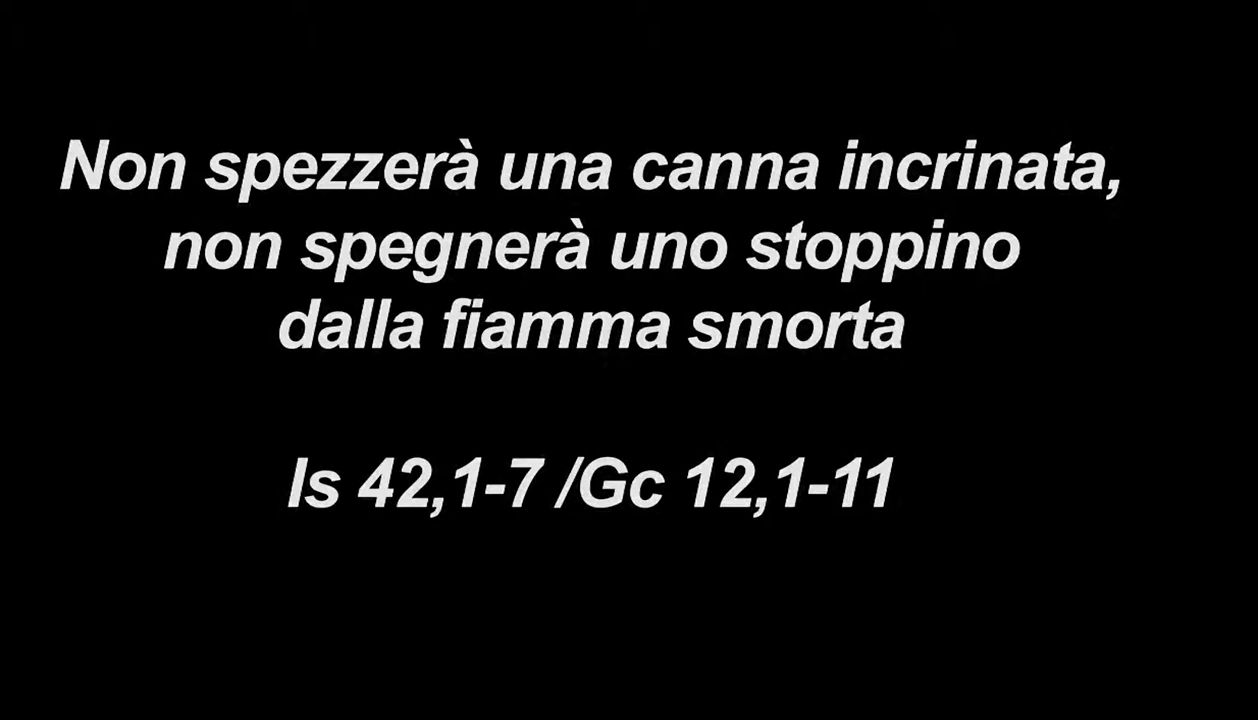 Non spezzerà una canna incrinata,
non spegnerà uno stoppino
dalla fiamma smorta
Is 42,1-7 /Gc 12,1-11